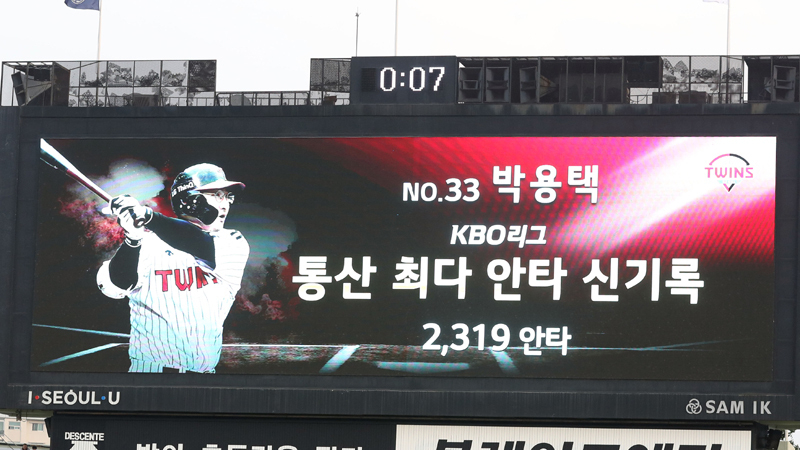 0:07
TWINS
NO.33 박용택
KBO리그
통산 최다 안타 신기록
2,319 안타
TWIN
I·SEOUL·U
SAM IK
DESCENTE